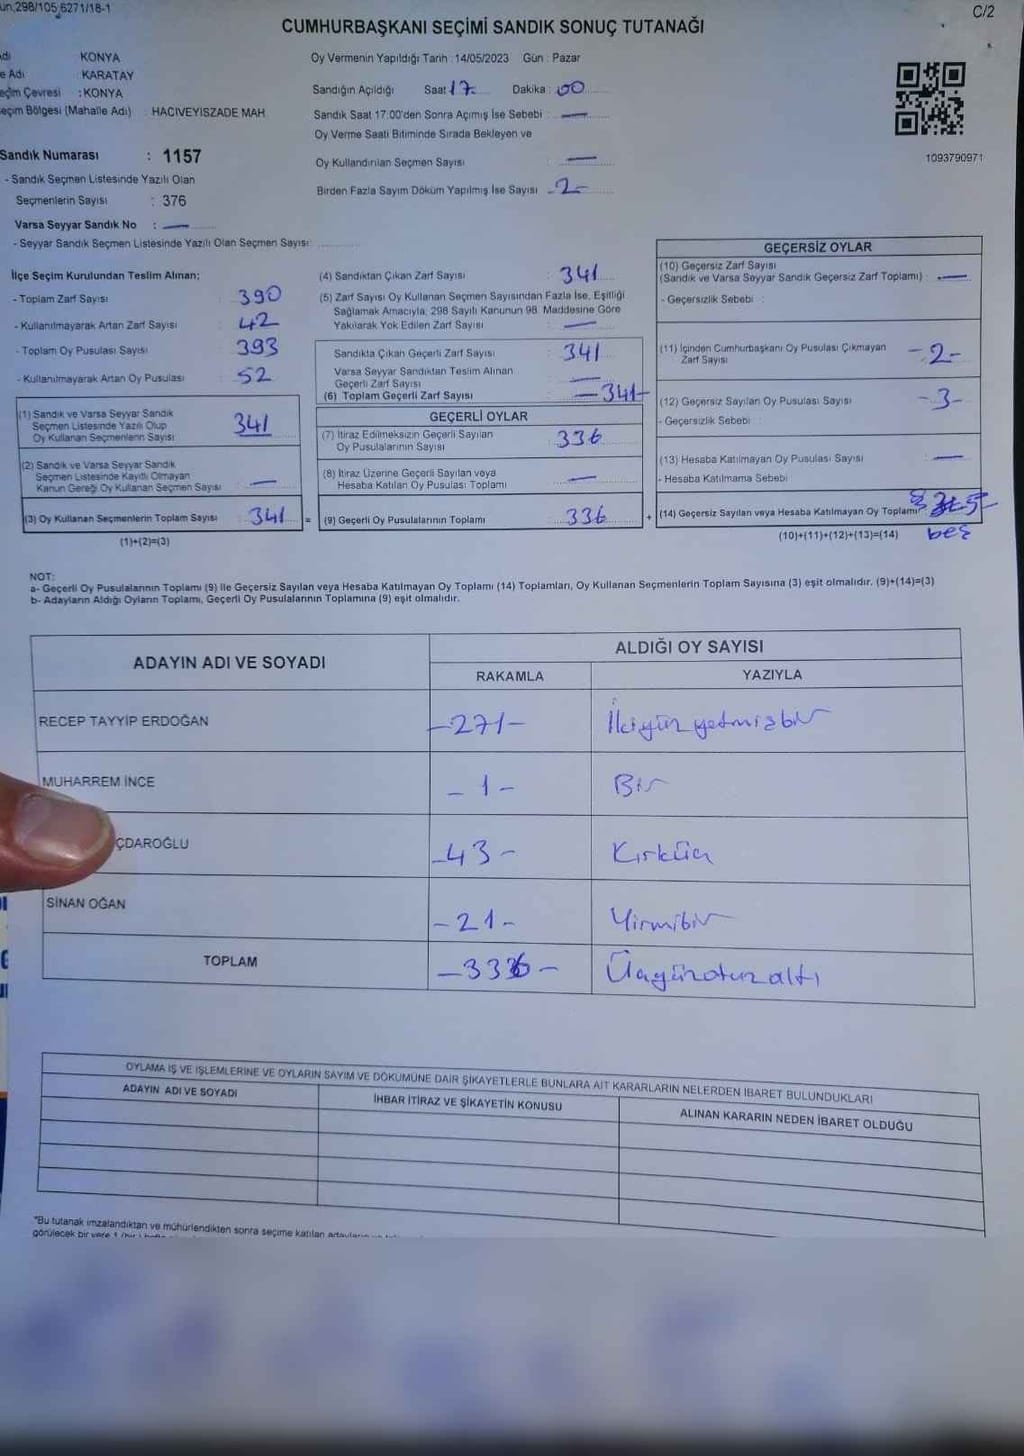 un,298/105,6271/18-1
C/2
CUMHURBAŞKANI SEÇİMİ SANDIK SONUÇ TUTANAĞI
dı KONYA
e Adı : KARATAY
eçim Çevresi : KONYA
eçim Bölgesi (Mahalle Adı) HACIVEYISZADE MAH
Sandık Numarası : 1157
- Sandık Seçmen Listesinde Yazılı Olan
Seçmenlerin Sayısı : 376
Varsa Seyyar Sandık No : —
- Seyyar Sandık Seçmen Listesinde Yazılı Olan Seçmen Sayısı
Oy Vermenin Yapıldığı Tarih : 14/05/2023 Gün : Pazar
Sandığın Açıldığı Saat 17 Dakika : 00
Sandık Saat 17:00'den Sonra Açımış İse Sebebi : —
Oy Verme Saati Bitiminde Sırada Bekleyen ve
Oy Kullandırılan Seçmen Sayısı : —
Birden Fazla Sayım Döküm Yapılmış İse Sayısı -2-
1093790971
İlçe Seçim Kurulundan Teslim Alınan;
- Toplam Zarf Sayısı : 390
- Kullanılmayarak Artan Zarf Sayısı : 42
- Toplam Oy Pusulası Sayısı : 393
- Kullanılmayarak Artan Oy Pusulası : 52
(1) Sandık ve Varsa Seyyar Sandık
Seçmen Listesinde Yazılı Olup
Oy Kullanan Seçmenlerin Sayısı 341
(2) Sandık ve Varsa Seyyar Sandık
Seçmen Listesinde Kayıtlı Olmayan
Kanun Gereği Oy Kullanan Seçmen Sayısı —
(3) Oy Kullanan Seçmenlerin Toplam Sayısı 341 =
(1)+(2)=(3)
(4) Sandıktan Çıkan Zarf Sayısı : 341
(5) Zarf Sayısı Oy Kullanan Seçmen Sayısından Fazla İse, Eşitliği
Sağlamak Amacıyla, 298 Sayılı Kanunun 98. Maddesine Göre
Yakılarak Yok Edilen Zarf Sayısı : —
Sandıkta Çıkan Geçerli Zarf Sayısı : 341
Varsa Seyyar Sandıktan Teslim Alınan
Geçerli Zarf Sayısı —
(6) Toplam Geçerli Zarf Sayısı -341-
GEÇERLİ OYLAR
(7) İtiraz Edilmeksizin Geçerli Sayılan
Oy Pusulalarının Sayısı 336
(8) İtiraz Üzerine Geçerli Sayılan veya
Hesaba Katılan Oy Pusulası Toplamı —
(9) Geçerli Oy Pusulalarının Toplamı 336 +
GEÇERSİZ OYLAR
(10) Geçersiz Zarf Sayısı
(Sandık ve Varsa Seyyar Sandık Geçersiz Zarf Toplamı) : —
- Geçersizlik Sebebi :
(11) İçinden Cumhurbaşkanı Oy Pusulası Çıkmayan
Zarf Sayısı -2-
(12) Geçersiz Sayılan Oy Pusulası Sayısı -3-
- Geçersizlik Sebebi :
(13) Hesaba Katılmayan Oy Pusulası Sayısı —
- Hesaba Katılmama Sebebi
(14) Geçersiz Sayılan veya Hesaba Katılmayan Oy Toplamı 5
(10)+(11)+(12)+(13)=(14) beş
NOT:
a- Geçerli Oy Pusulalarının Toplamı (9) ile Geçersiz Sayılan veya Hesaba Katılmayan Oy Toplamı (14) Toplamları, Oy Kullanan Seçmenlerin Toplam Sayısına (3) eşit olmalıdır. (9)+(14)=(3)
b- Adayların Aldığı Oyların Toplamı, Geçerli Oy Pusulalarının Toplamına (9) eşit olmalıdır.
ADAYIN ADI VE SOYADI ALDIĞI OY SAYISI
RAKAMLA YAZIYLA
RECEP TAYYİP ERDOĞAN -271- İkiyüzyetmişbir
MUHARREM İNCE -1- Bir
ÇDAROĞLU -43- Kırküç
SİNAN OĞAN -21- Yirmibir
TOPLAM -336- Üçyüzotuzaltı
OYLAMA İŞ VE İŞLEMLERİNE VE OYLARIN SAYIM VE DÖKÜMÜNE DAİR ŞİKAYETLERLE BUNLARA AİT KARARLARIN NELERDEN İBARET BULUNDUKLARI
ADAYIN ADI VE SOYADI İHBAR İTİRAZ VE ŞİKAYETİN KONUSU ALINAN KARARIN NEDEN İBARET OLDUĞU
"Bu tutanak imzalandıktan ve mühürlendikten sonra seçime katılan
görülecek bir yere